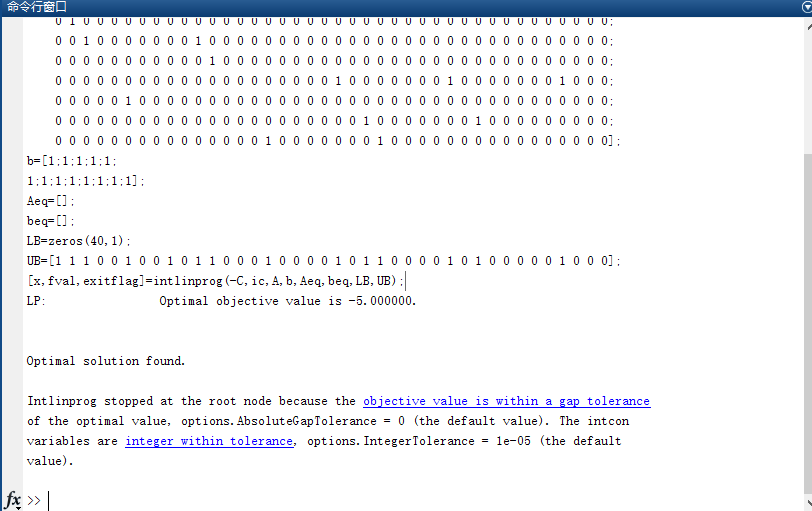 命令行窗口
0 1 0 0 0 0 0 0 0 0 0 0 0 0 0 0 0 0 0 0 0 0 0 0 0 0 0 0 0 0 0 0 0 0 0 0 0 0 0 0;
0 0 1 0 0 0 0 0 0 0 1 0 0 0 0 0 0 0 0 0 0 0 0 0 0 0 0 0 0 0 0 0 0 0 0 0 0 0 0 0;
0 0 0 0 0 0 0 0 0 0 0 1 0 0 0 0 0 0 0 0 0 0 0 0 0 0 0 0 0 0 0 0 0 0 0 0 0 0 0 0;
0 0 0 0 0 0 0 0 0 0 0 0 0 0 0 0 0 0 0 0 1 0 0 0 0 0 0 0 1 0 0 0 0 0 0 0 1 0 0 0;
0 0 0 0 0 1 0 0 0 0 0 0 0 0 0 0 0 0 0 0 0 0 0 0 0 0 0 0 0 0 0 0 0 0 0 0 0 0 0 0;
0 0 0 0 0 0 0 0 0 0 0 0 0 0 0 0 0 0 0 0 0 0 1 0 0 0 0 0 0 0 1 0 0 0 0 0 0 0 0 0;
0 0 0 0 0 0 0 0 0 0 0 0 0 0 0 1 0 0 0 0 0 0 0 1 0 0 0 0 0 0 0 0 0 0 0 0 0 0 0 0];
b=[1;1;1;1;1;
1;1;1;1;1;1;1;1];
Aeq=[];
beq=[];
LB=zeros(40,1);
UB=[1 1 1 0 0 1 0 0 1 0 1 1 0 0 0 1 0 0 0 0 1 0 1 1 0 0 0 0 1 0 1 0 0 0 0 0 1 0 0 0];
[x,fval,exitflag]=intlinprog(-C,ic,A,b,Aeq,beq,LB,UB);
LP: Optimal objective value is -5.000000.
Optimal solution found.
Intlinprog stopped at the root node because the objective value is within a gap tolerance
of the optimal value, options.AbsoluteGapTolerance = 0 (the default value). The intcon
variables are integer within tolerance, options.IntegerTolerance = 1e-05 (the default
value).
fx >>